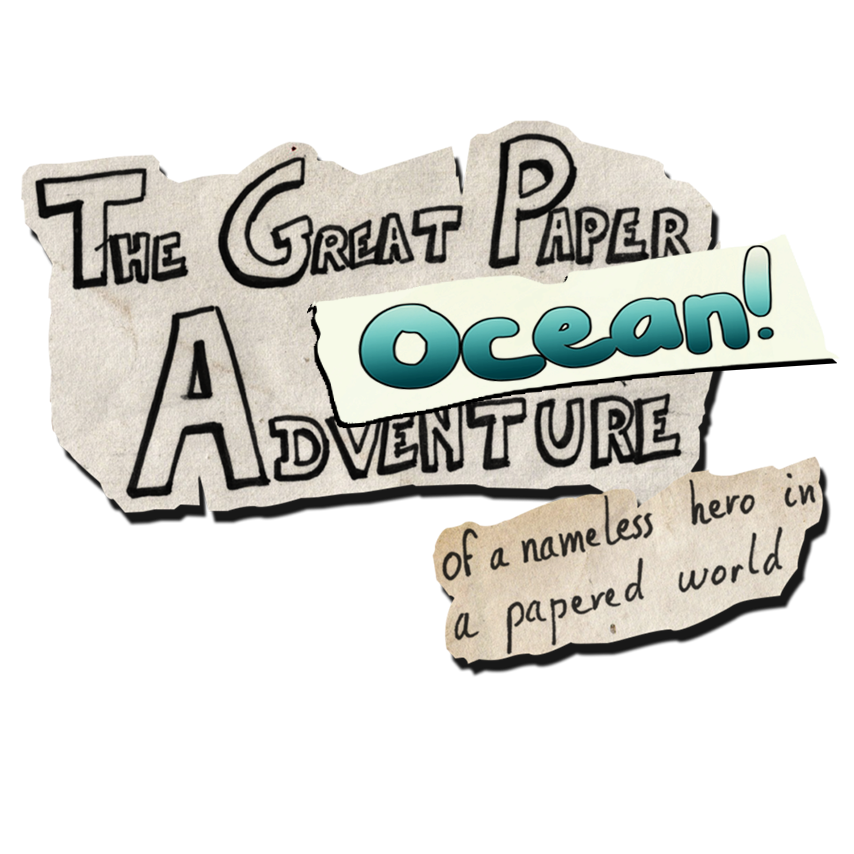 The Great Paper
Ocean!
Adventure
of a nameless hero in
a papered world